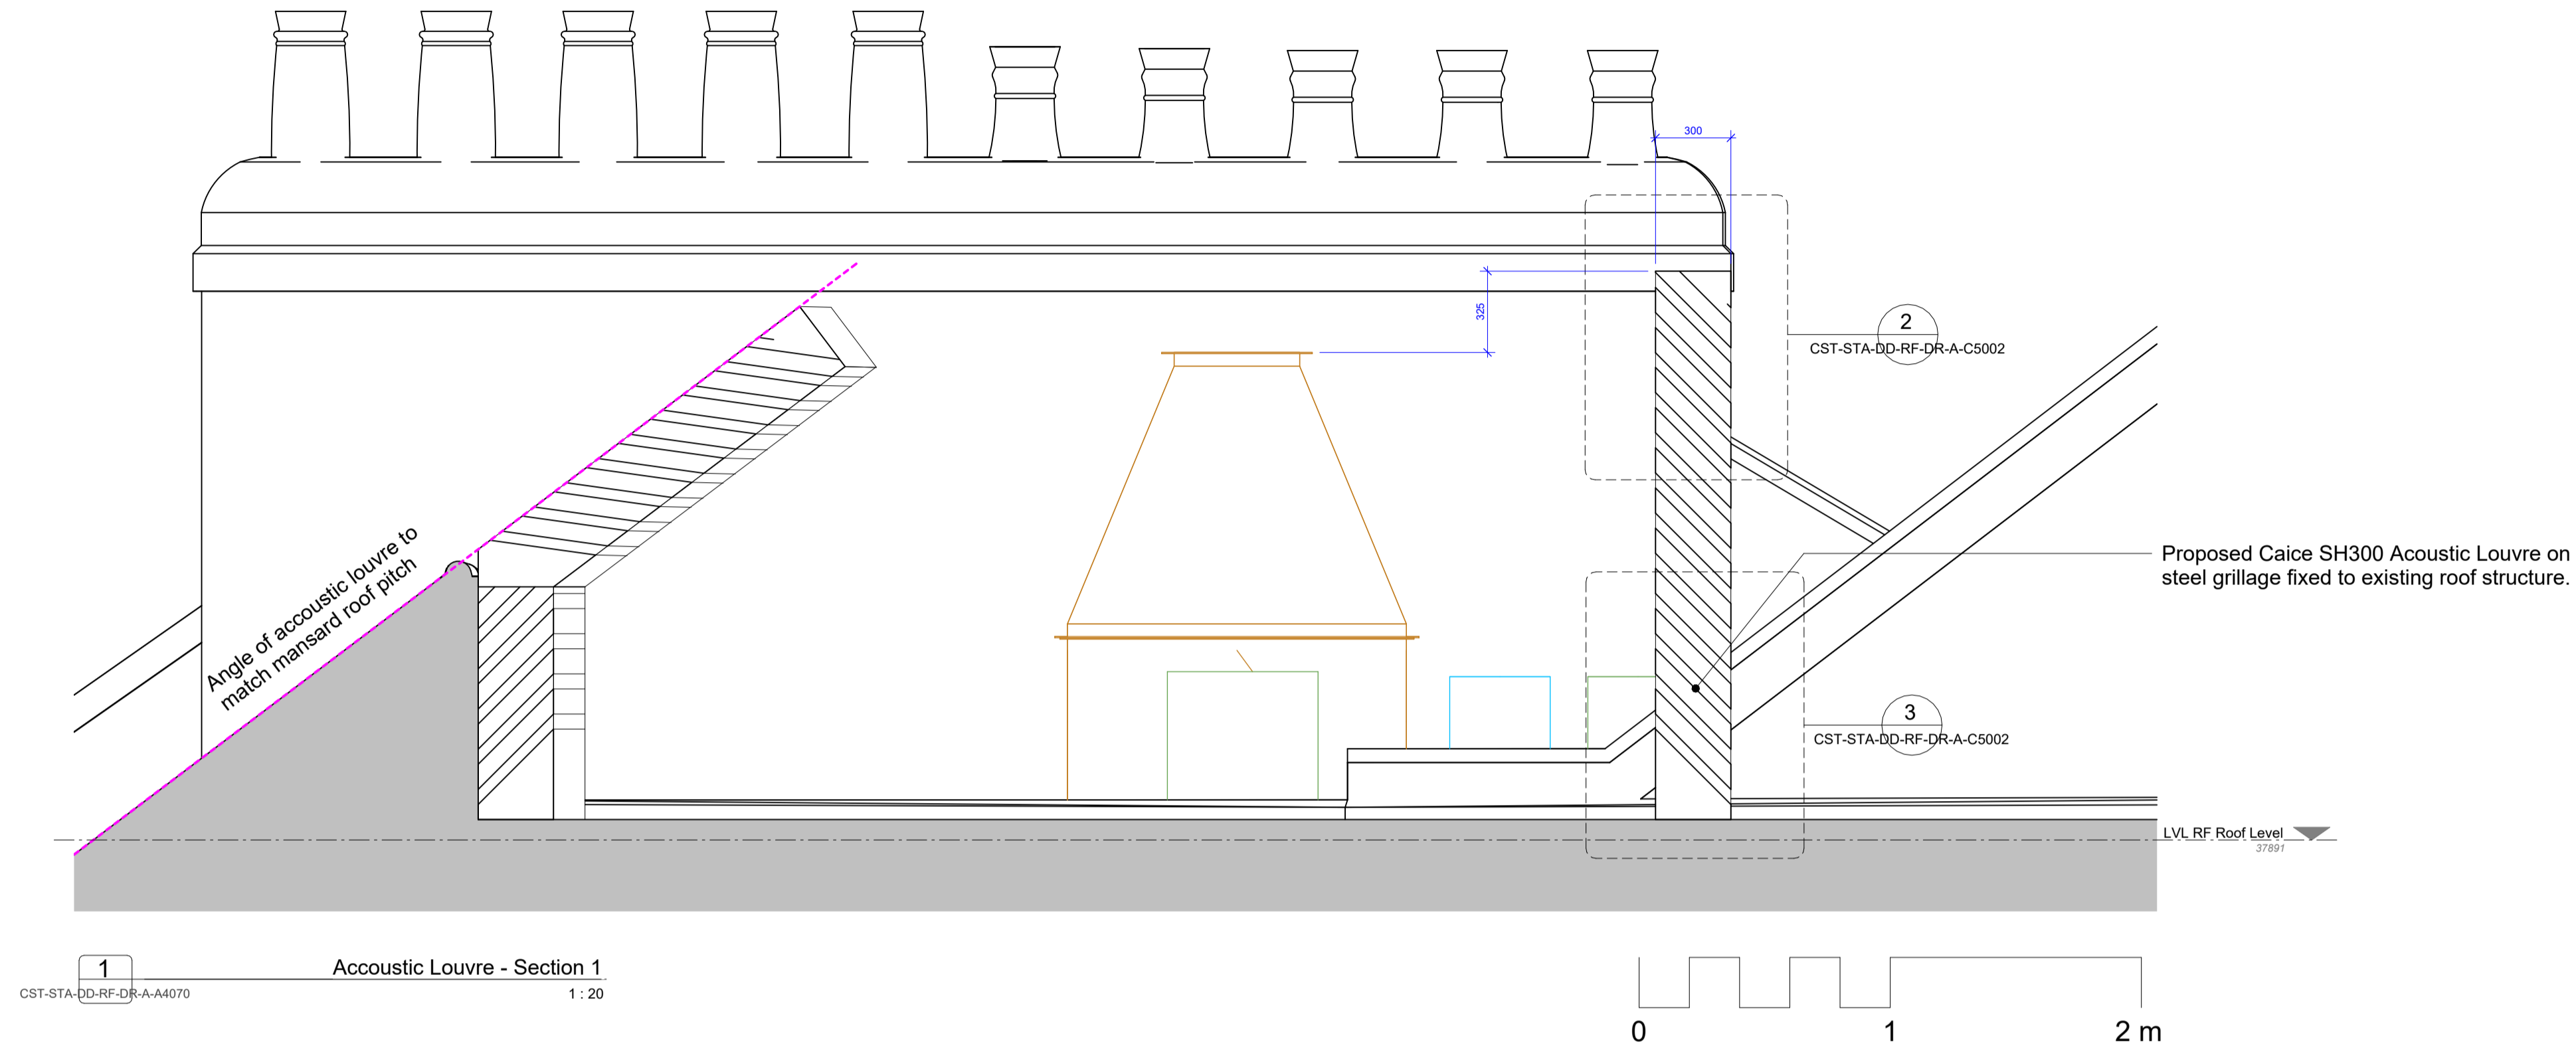 300
325
2
CST-STA-DD-RF-DR-A-C5002
Angle of accoustic louvre to
match mansard roof pitch
Proposed Caice SH300 Acoustic Louvre on
steel grillage fixed to existing roof structure.
3
CST-STA-DD-RF-DR-A-C5002
LVL RF Roof Level
37891
1
Accoustic Louvre - Section 1
CST-STA-DD-RF-DR-A-A4070
1 : 20
0 1 2 m